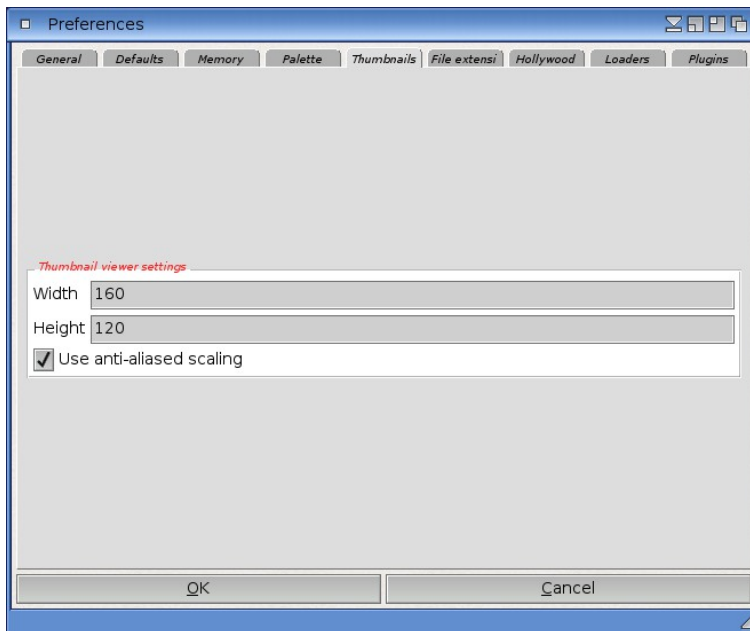 Preferences
General Defaults Memory Palette Thumbnails File extensi Hollywood Loaders Plugins
Thumbnail viewer settings
Width 160
Height 120
Use anti-aliased scaling
OK Cancel